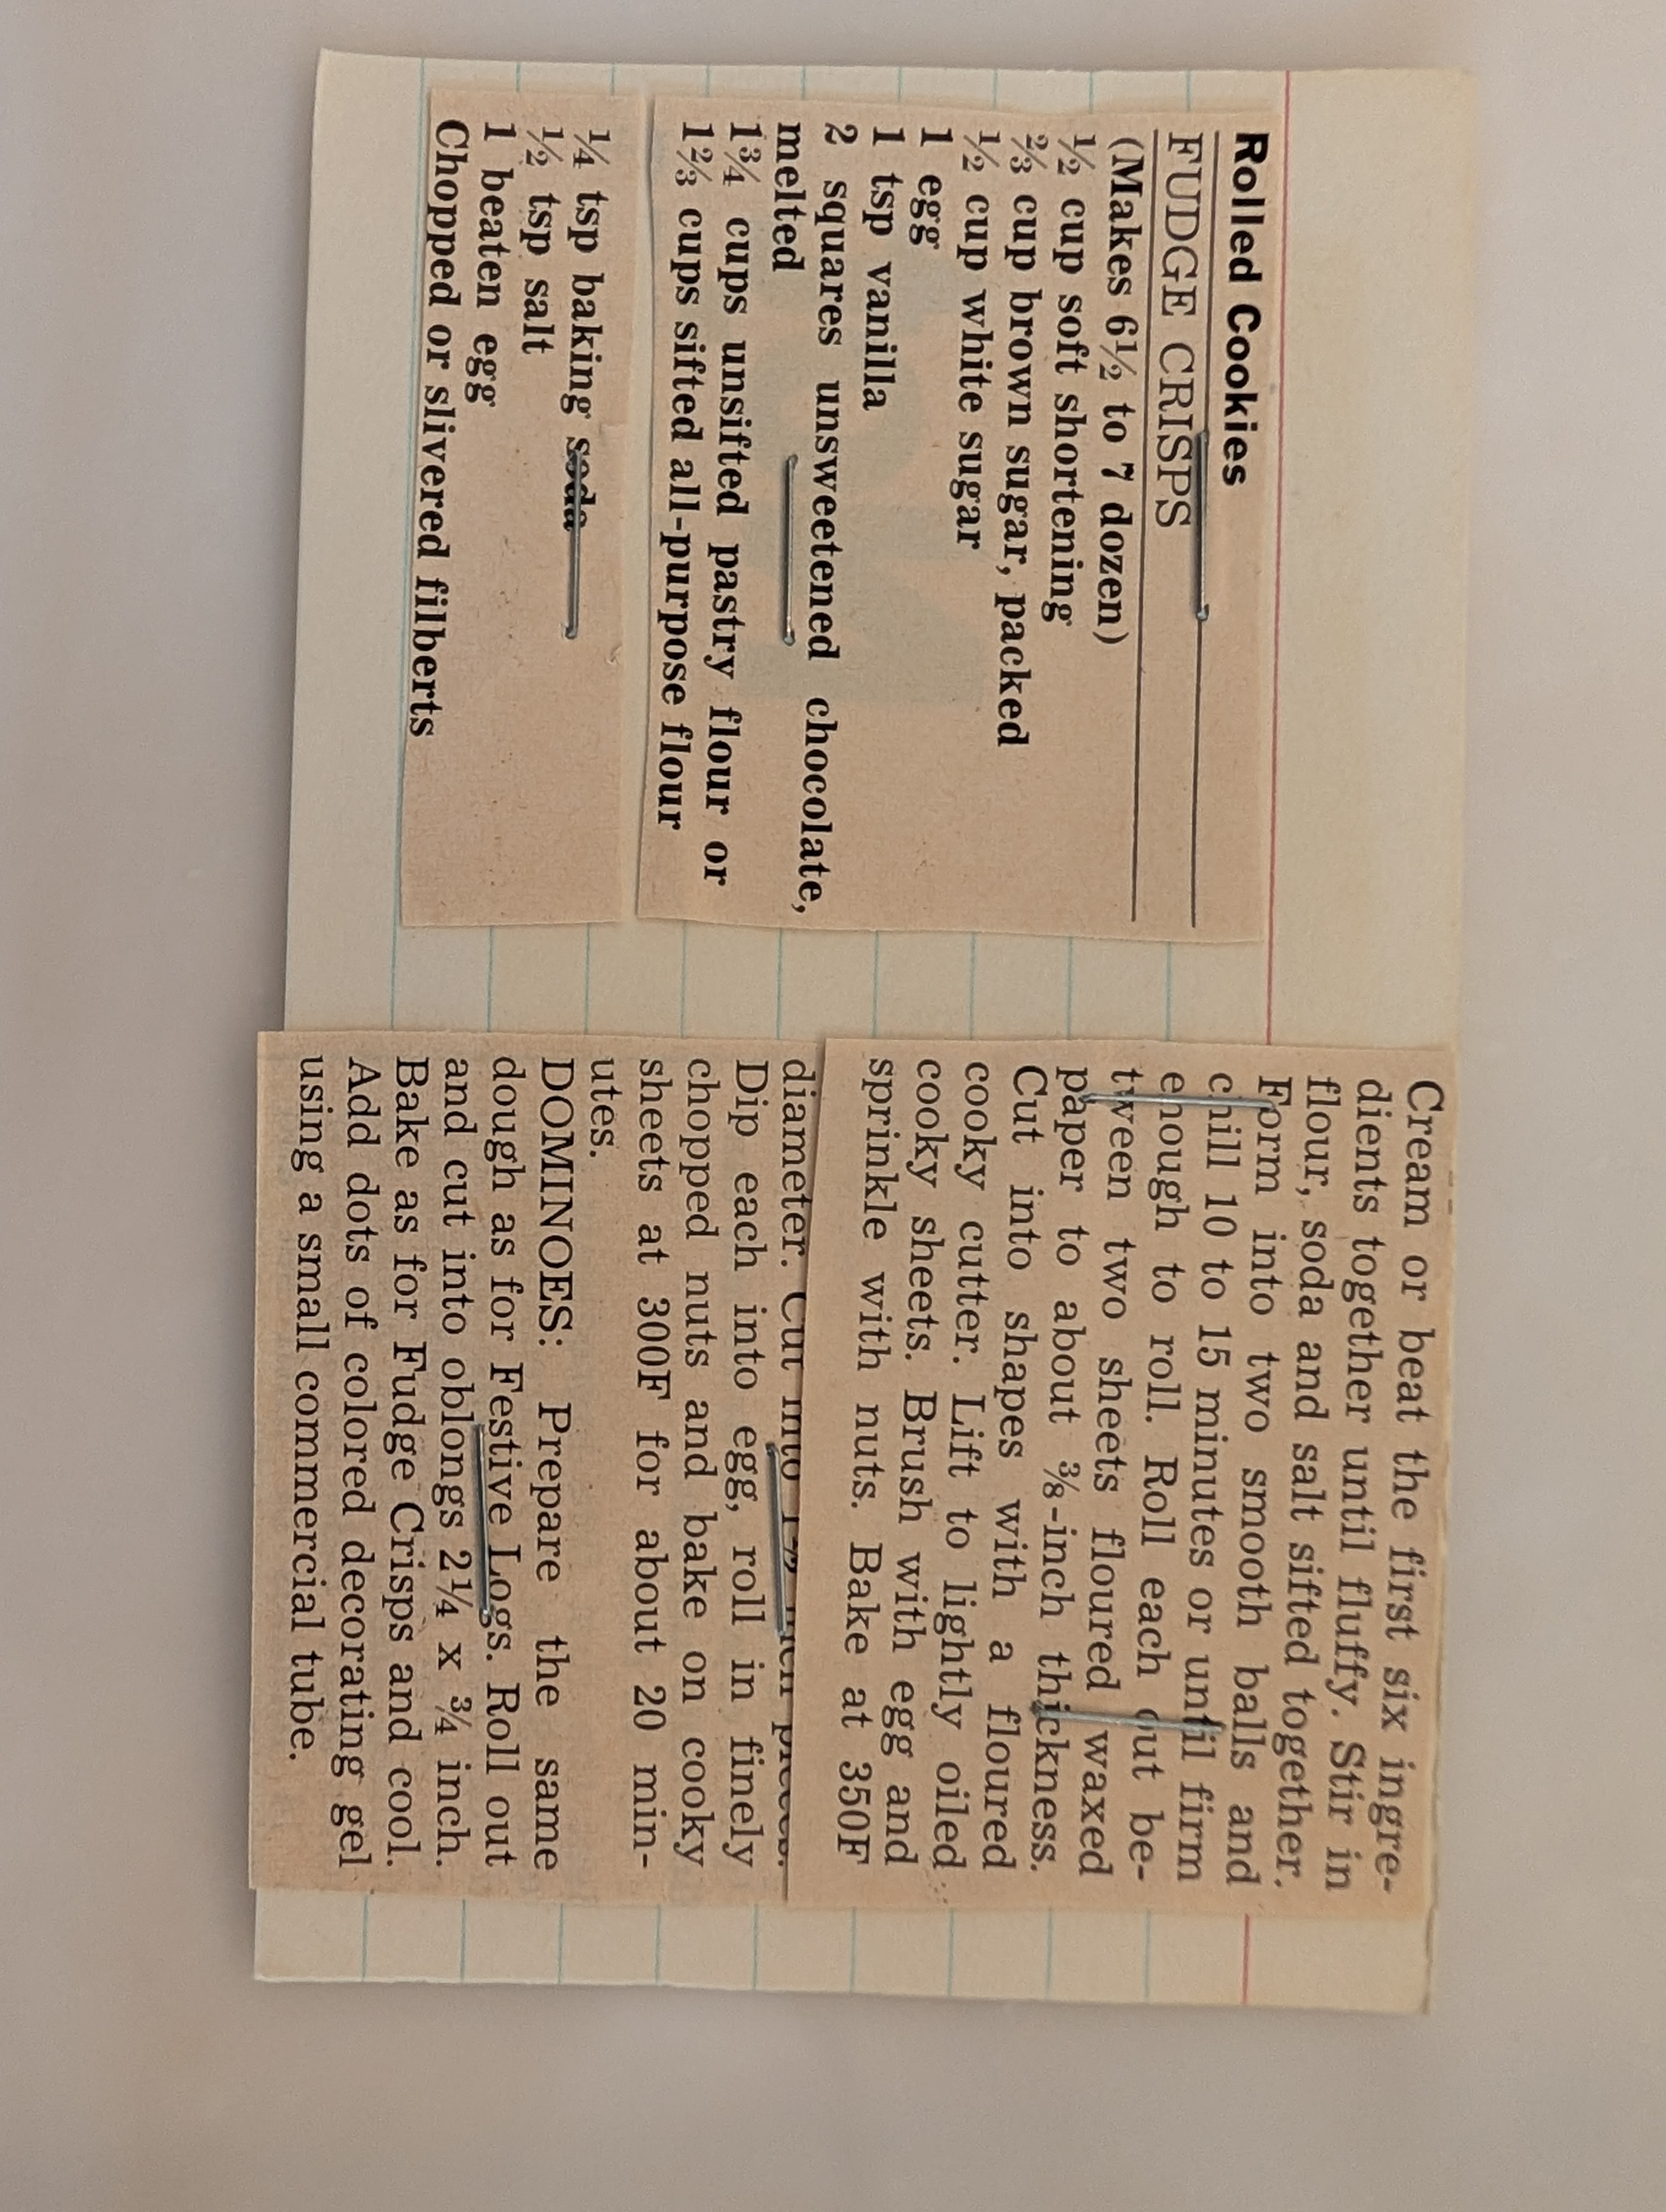 Rolled Cookies
FUDGE CRISPS
(Makes 6½ to 7 dozen)
½ cup soft shortening
⅔ cup brown sugar, packed
½ cup white sugar
1 egg
1 tsp vanilla
2 squares unsweetened chocolate,
melted
1¾ cups unsifted pastry flour or
1⅔ cups sifted all-purpose flour
¼ tsp baking soda
½ tsp salt
1 beaten egg
Chopped or slivered filberts
Cream or beat the first six ingre-
dients together until fluffy. Stir in
flour, soda and salt sifted together.
Form into two smooth balls and
chill 10 to 15 minutes or until firm
enough to roll. Roll each out be-
tween two sheets floured waxed
paper to about ⅜-inch thickness.
Cut into shapes with a floured
cooky cutter. Lift to lightly oiled
cooky sheets. Brush with egg and
sprinkle with nuts. Bake at 350F
diameter. Cut into pieces.
Dip each into egg, roll in finely
chopped nuts and bake on cooky
sheets at 300F for about 20 min-
utes.
DOMINOES: Prepare the same
dough as for Festive Logs. Roll out
and cut into oblongs 2¼ x ¾ inch.
Bake as for Fudge Crisps and cool.
Add dots of colored decorating gel
using a small commercial tube.